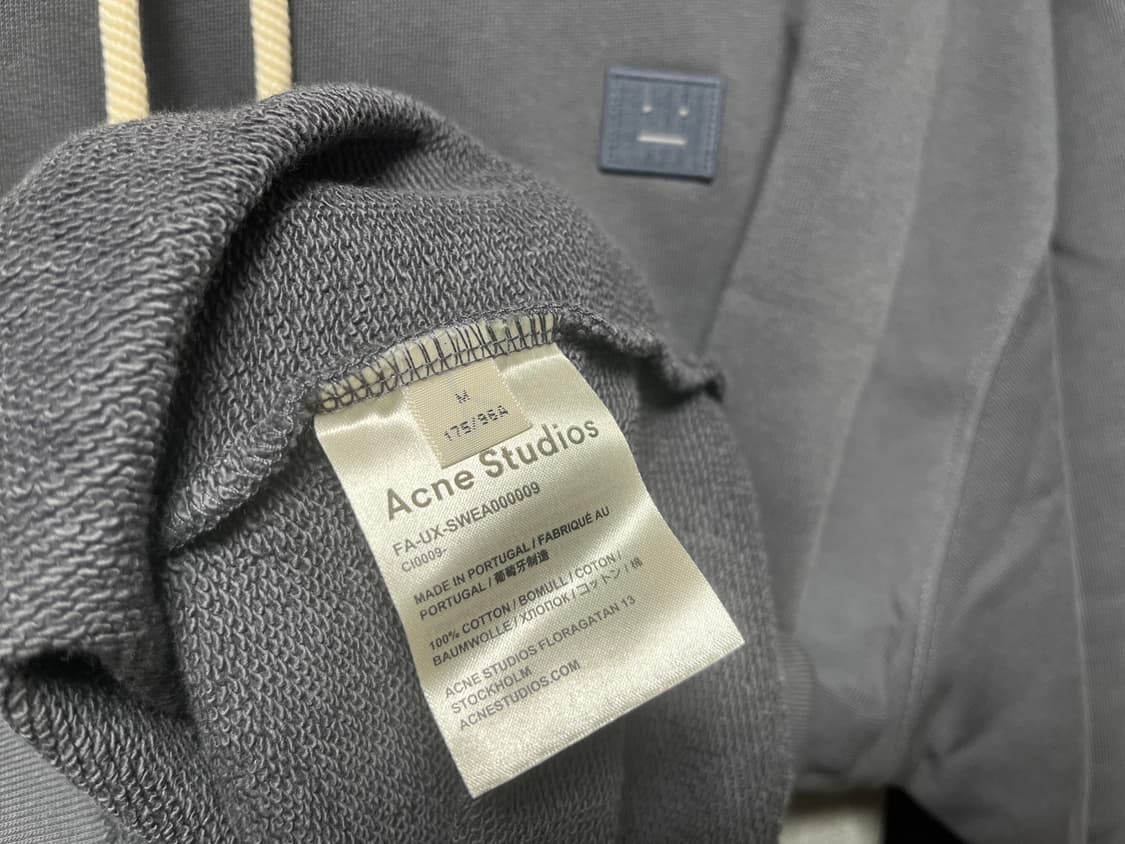 M
175/96A
Acne Studios
FA-UX-SWEA000009
CI0009-
MADE IN PORTUGAL / FABRIQUÉ AU
PORTUGAL / 葡萄牙制造
100% COTTON / BOMULL / COTON /
BAUMWOLLE / ХЛОПОК / コットン / 棉
ACNE STUDIOS FLORAGATAN 13
STOCKHOLM
ACNESTUDIOS.COM